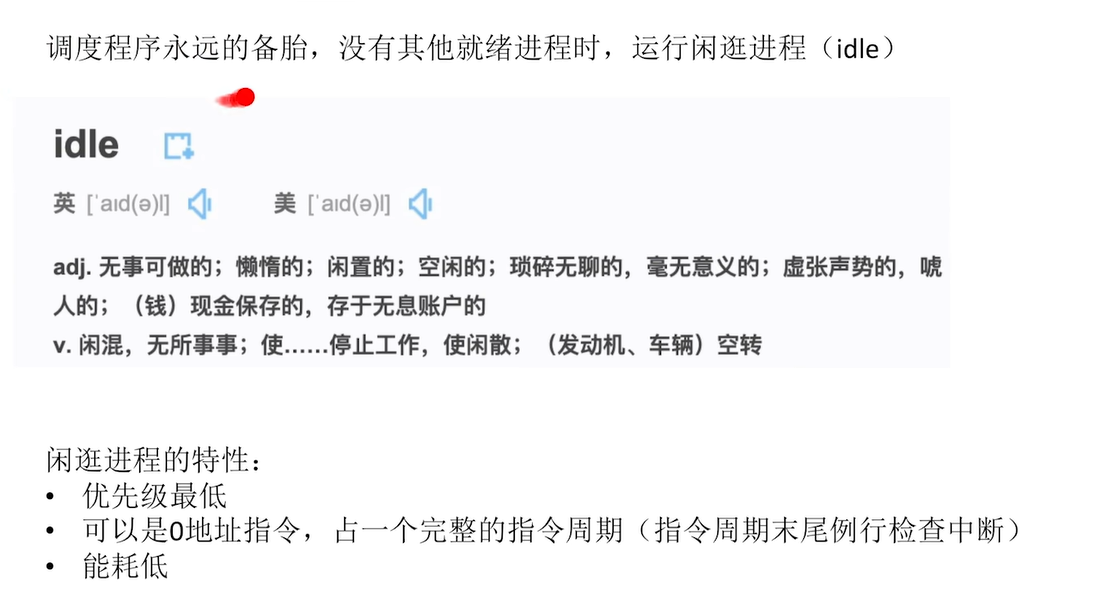 调度程序永远的备胎，没有其他就绪进程时，运行闲逛进程（idle）
idle
英 [ˈaɪd(ə)l] 美 [ˈaɪd(ə)l]
adj. 无事可做的；懒惰的；闲置的；空闲的；琐碎无聊的，毫无意义的；虚张声势的，唬
人的；（钱）现金保存的，存于无息账户的
v. 闲混，无所事事；使……停止工作，使闲散；（发动机、车辆）空转
闲逛进程的特性：
• 优先级最低
• 可以是0地址指令，占一个完整的指令周期（指令周期末尾例行检查中断）
• 能耗低